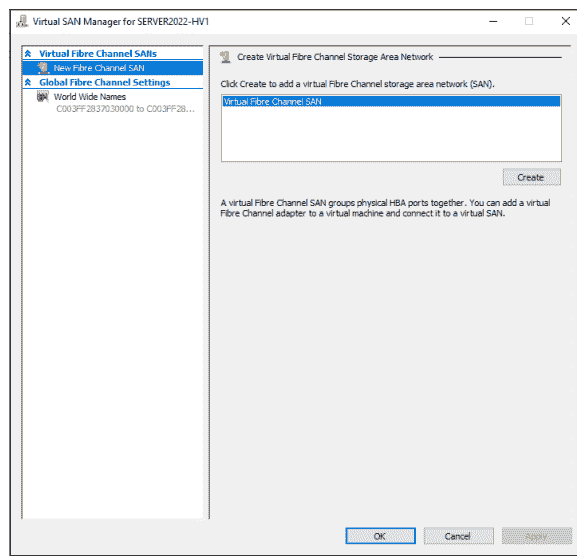 Virtual SAN Manager for SERVER2022-HV1
Virtual Fibre Channel SANs
New Fibre Channel SAN
Global Fibre Channel Settings
World Wide Names
C003FF2837030000 to C003FF28...
Create Virtual Fibre Channel Storage Area Network
Click Create to add a virtual Fibre Channel storage area network (SAN).
Virtual Fibre Channel SAN
Create
A virtual Fibre Channel SAN groups physical HBA ports together. You can add a virtual
Fibre Channel adapter to a virtual machine and connect it to a virtual SAN.
OK
Cancel
Apply